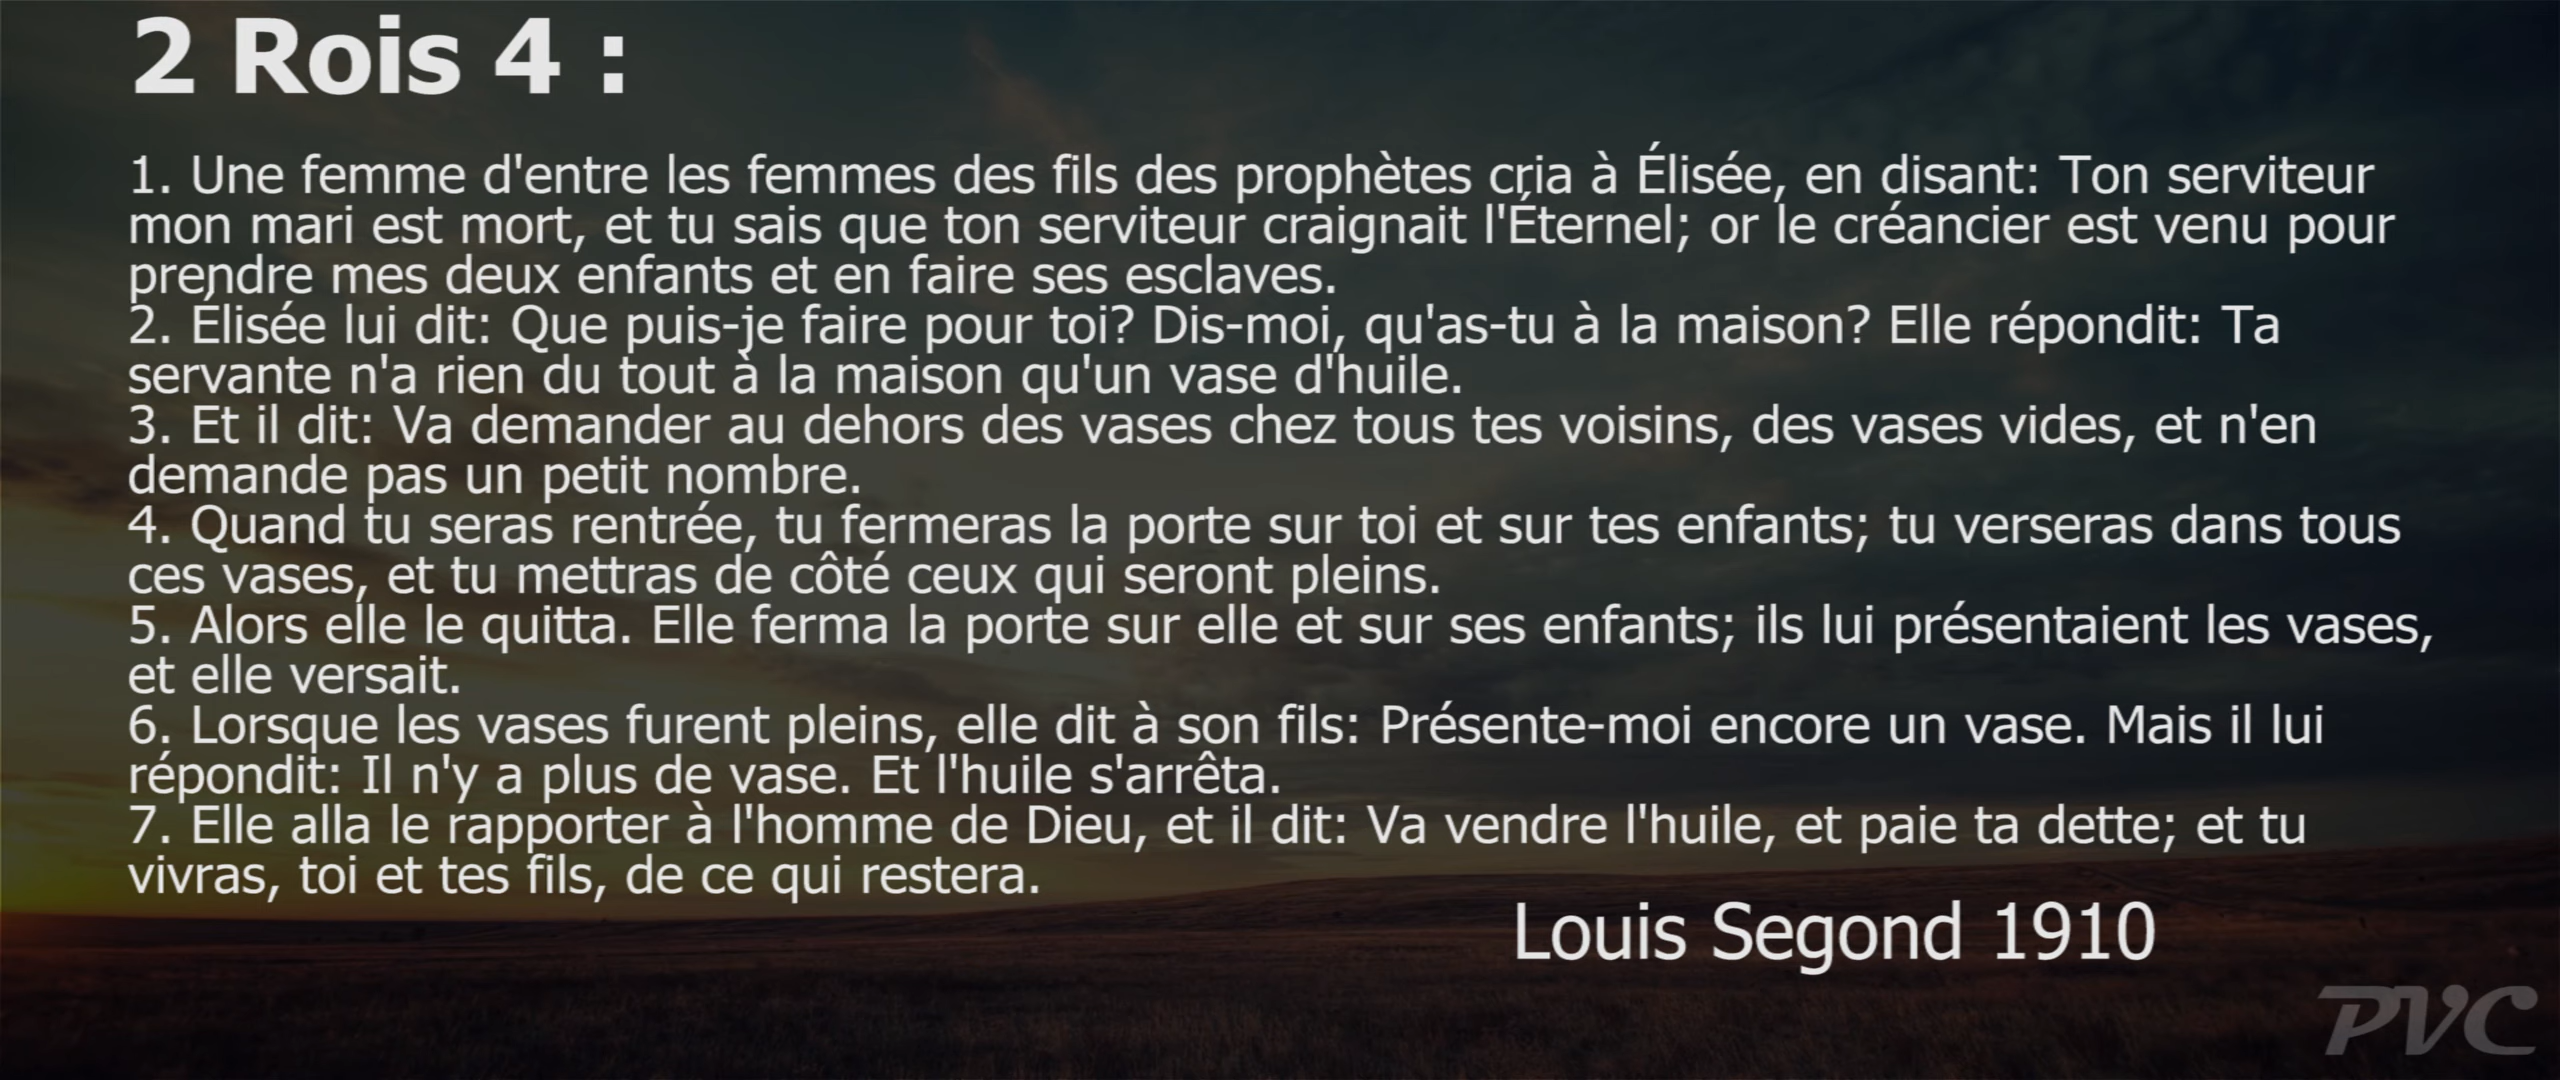 2 Rois 4 :
1. Une femme d'entre les femmes des fils des prophètes cria à Élisée, en disant: Ton serviteur
mon mari est mort, et tu sais que ton serviteur craignait l'Éternel; or le créancier est venu pour
prendre mes deux enfants et en faire ses esclaves.
2. Élisée lui dit: Que puis-je faire pour toi? Dis-moi, qu'as-tu à la maison? Elle répondit: Ta
servante n'a rien du tout à la maison qu'un vase d'huile.
3. Et il dit: Va demander au dehors des vases chez tous tes voisins, des vases vides, et n'en
demande pas un petit nombre.
4. Quand tu seras rentrée, tu fermeras la porte sur toi et sur tes enfants; tu verseras dans tous
ces vases, et tu mettras de côté ceux qui seront pleins.
5. Alors elle le quitta. Elle ferma la porte sur elle et sur ses enfants; ils lui présentaient les vases,
et elle versait.
6. Lorsque les vases furent pleins, elle dit à son fils: Présente-moi encore un vase. Mais il lui
répondit: Il n'y a plus de vase. Et l'huile s'arrêta.
7. Elle alla le rapporter à l'homme de Dieu, et il dit: Va vendre l'huile, et paie ta dette; et tu
vivras, toi et tes fils, de ce qui restera.
Louis Segond 1910
PVC